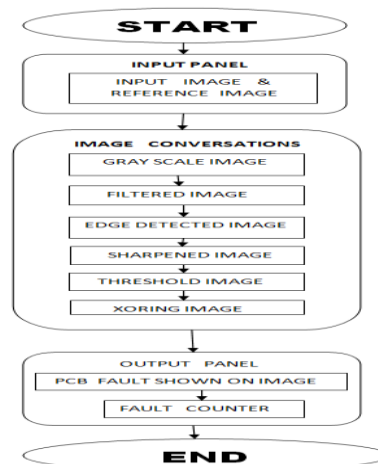 START
INPUT PANEL
INPUT IMAGE &
REFERENCE IMAGE
IMAGE CONVERSATIONS
GRAY SCALE IMAGE
FILTERED IMAGE
EDGE DETECTED IMAGE
SHARPENED IMAGE
THRESHOLD IMAGE
XORING IMAGE
OUTPUT PANEL
PCB FAULT SHOWN ON IMAGE
FAULT COUNTER
END